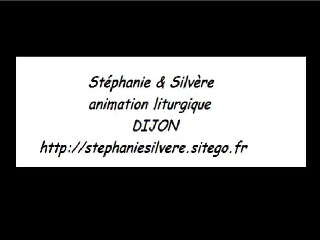 Stéphanie & Silvère
animation liturgique
DIJON
http://stephaniesilvere.sitego.fr